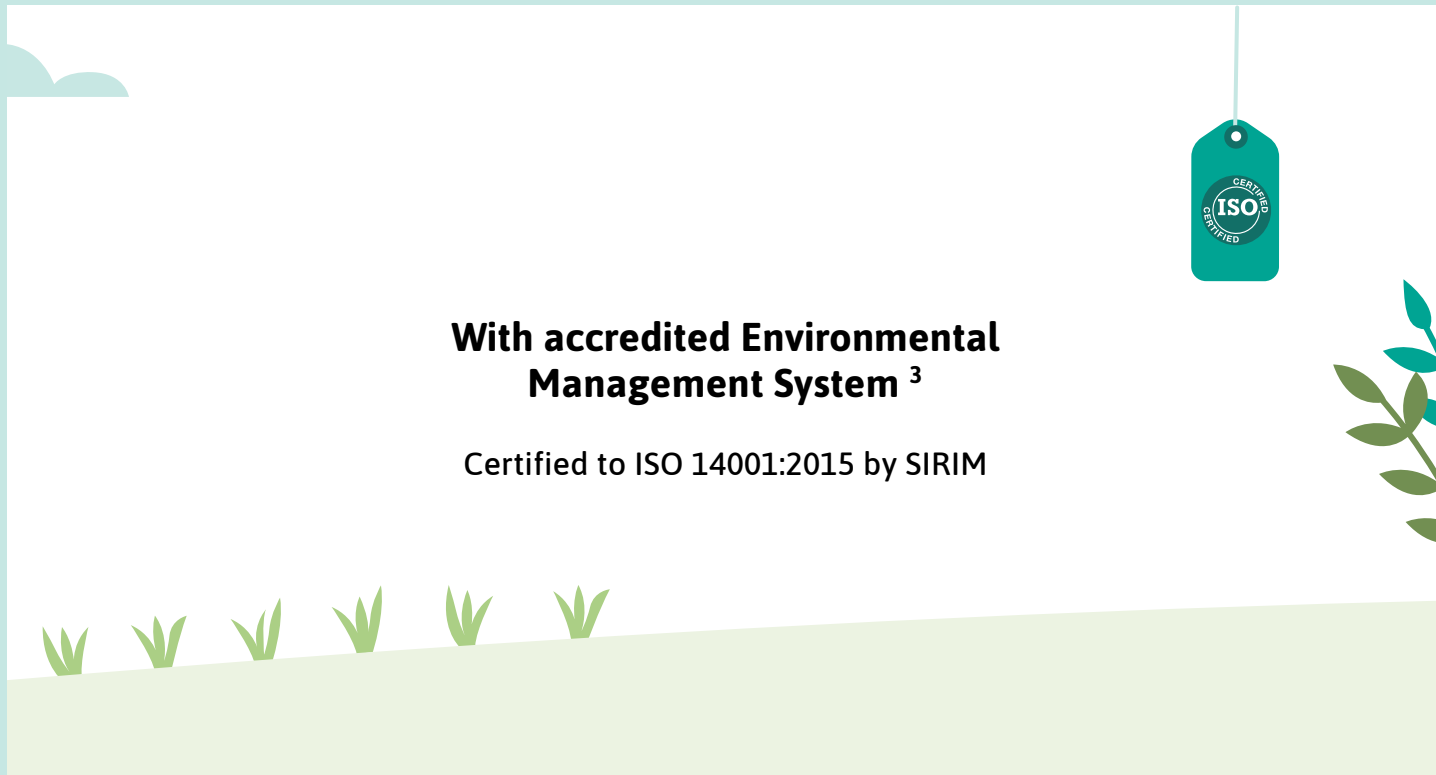 CERTIFIED
ISO
CERTIFIED
With accredited Environmental
Management System ³
Certified to ISO 14001:2015 by SIRIM